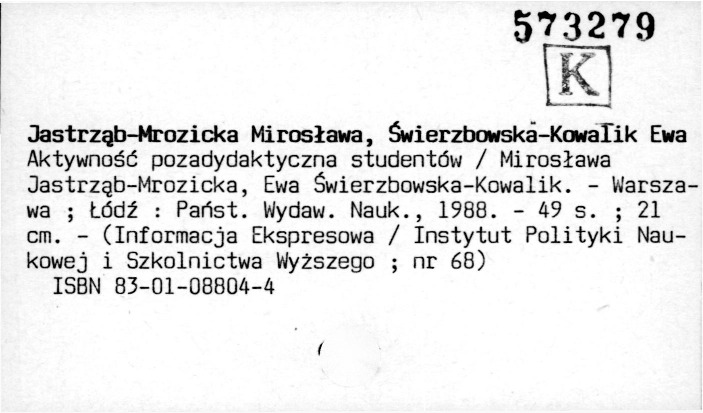 573279
K
Jastrząb-Mrozicka Mirosława, Świerzbowska-Kowalik Ewa
Aktywność pozadydaktyczna studentów / Mirosława
Jastrząb-Mrozicka, Ewa Świerzbowska-Kowalik. - Warsza-
wa ; Łódź : Państ. Wydaw. Nauk., 1988. - 49 s. ; 21
cm. - (Informacja Ekspresowa / Instytut Polityki Nau-
kowej i Szkolnictwa Wyższego ; nr 68)
ISBN 83-01-08804-4